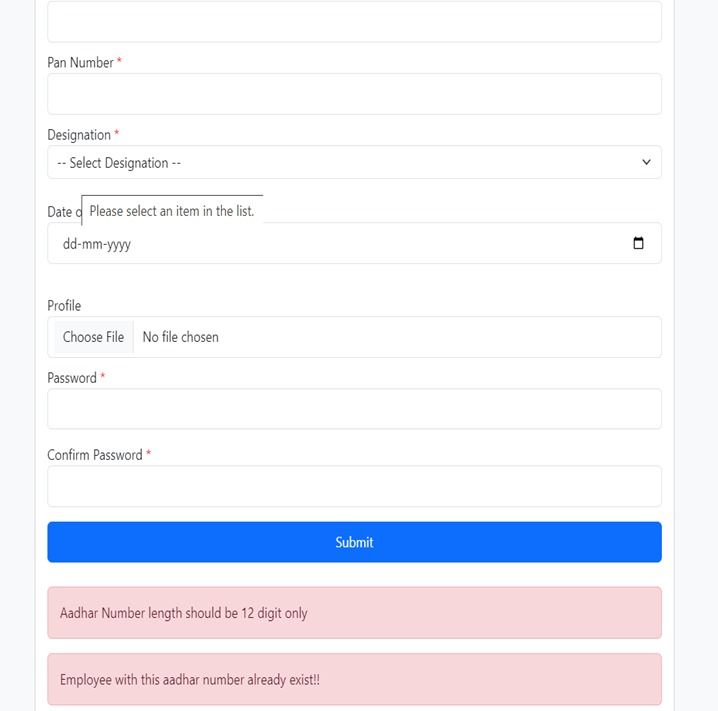 Pan Number *
Designation *
-- Select Designation --
Date o
Please select an item in the list.
dd-mm-yyyy
Profile
Choose File No file chosen
Password *
Confirm Password *
Submit
Aadhar Number length should be 12 digit only
Employee with this aadhar number already exist!!